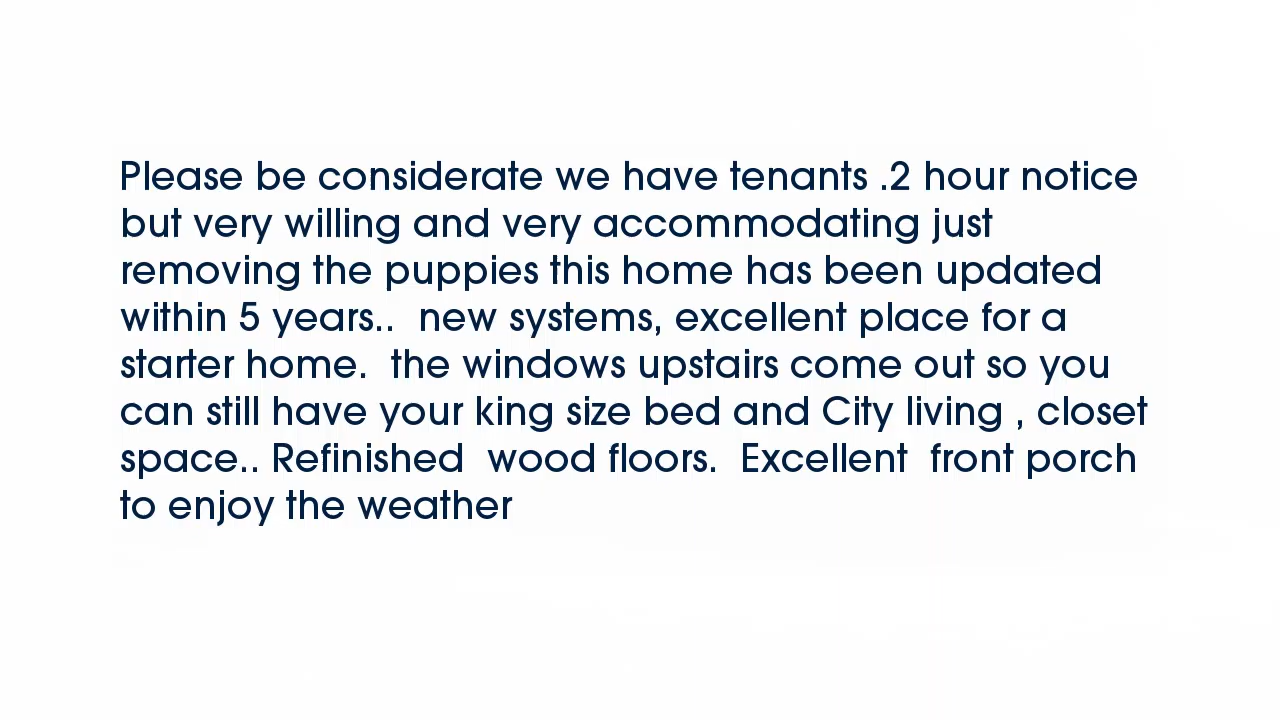 Please be considerate we have tenants .2 hour notice
but very willing and very accommodating just
removing the puppies this home has been updated
within 5 years..  new systems, excellent place for a
starter home.  the windows upstairs come out so you
can still have your king size bed and City living , closet
space.. Refinished  wood floors.  Excellent  front porch
to enjoy the weather